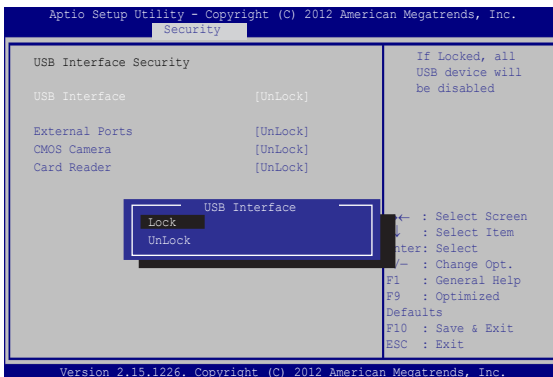 Aptio Setup Utility – Copyright (C) 2012 American Megatrends, Inc.
Security
USB Interface Security
USB Interface [UnLock]
External Ports [UnLock]
CMOS Camera [UnLock]
Card Reader [UnLock]
If Locked, all
USB device will
be disabled
USB Interface
Lock
UnLock
→← : Select Screen
↓ : Select Item
nter: Select
/— : Change Opt.
F1 : General Help
F9 : Optimized
Defaults
F10 : Save & Exit
ESC : Exit
Version 2.15.1226. Copyright (C) 2012 American Megatrends, Inc.